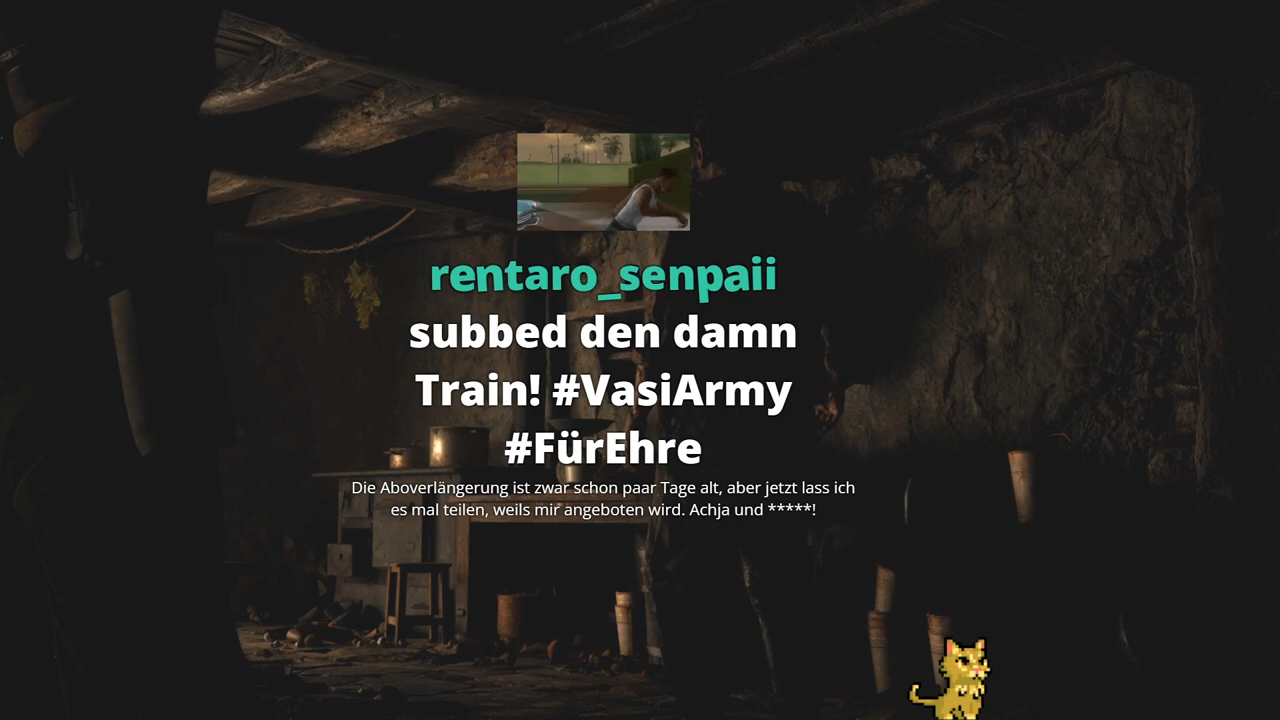 rentaro_senpaii
subbed den damn
Train! #VasiArmy
#FürEhre
Die Aboverlängerung ist zwar schon paar Tage alt, aber jetzt lass ich
es mal teilen, weils mir angeboten wird. Achja und *****!